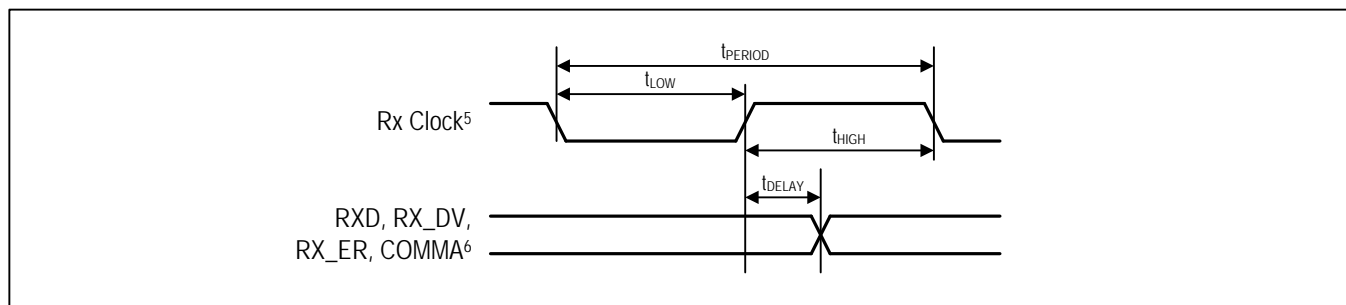 tPERIOD
tLOW
Rx Clock5
tHIGH
tDELAY
RXD, RX_DV,
RX_ER, COMMA6